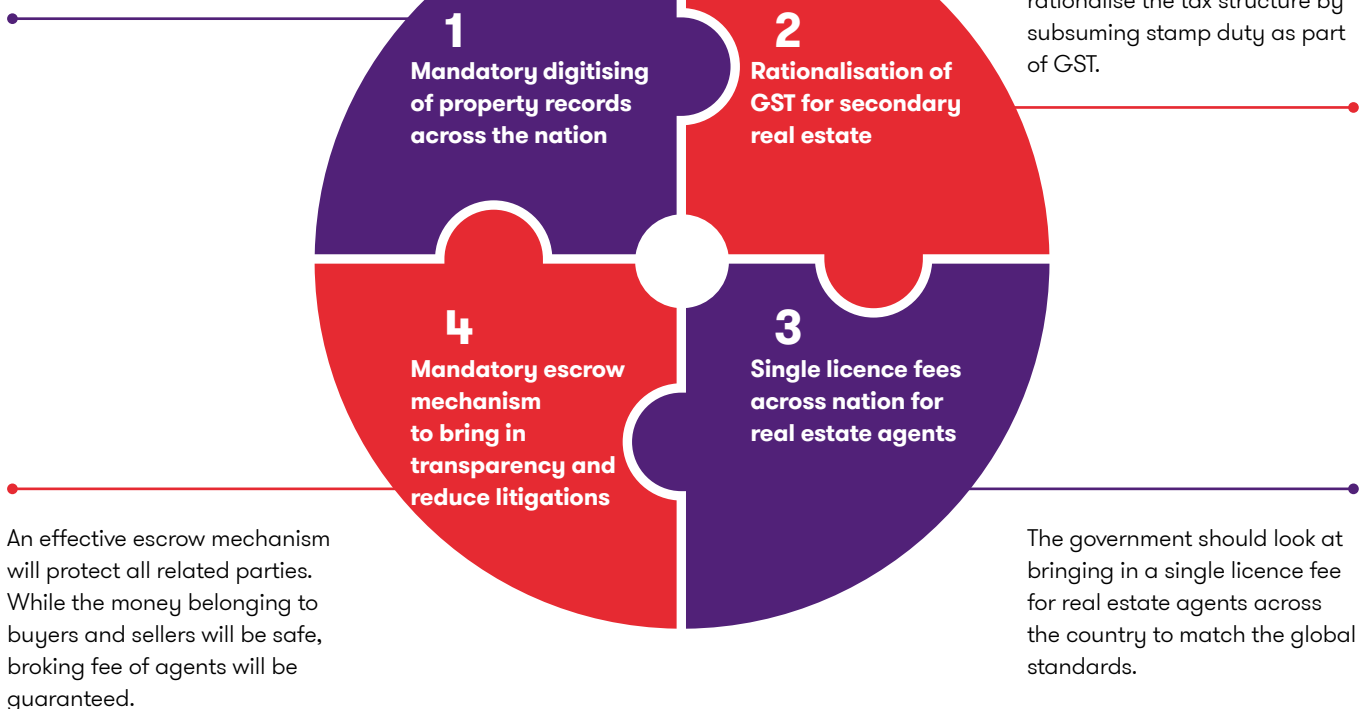 rationalise the tax structure by
subsuming stamp duty as part
of GST.
1
Mandatory digitising
of property records
across the nation
2
Rationalisation of
GST for secondary
real estate
4
Mandatory escrow
mechanism
to bring in
transparency and
reduce litigations
3
Single licence fees
across nation for
real estate agents
An effective escrow mechanism
will protect all related parties.
While the money belonging to
buyers and sellers will be safe,
broking fee of agents will be
guaranteed.
The government should look at
bringing in a single licence fee
for real estate agents across
the country to match the global
standards.